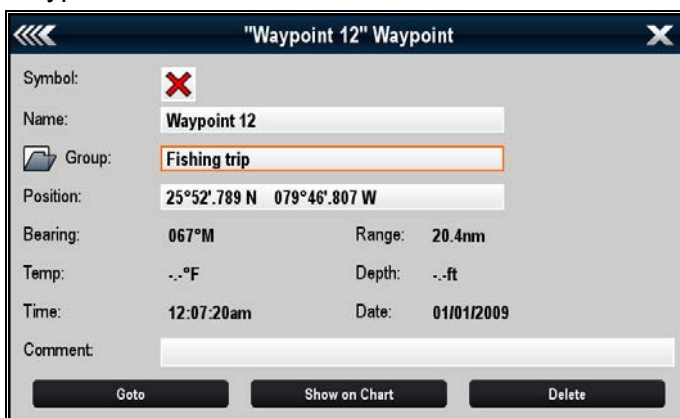 "Waypoint 12" Waypoint
Symbol:
Name: Waypoint 12
Group: Fishing trip
Position: 25°52'.789 N 079°46'.807 W
Bearing: 067°M Range: 20.4nm
Temp: -.-°F Depth: -.-ft
Time: 12:07:20am Date: 01/01/2009
Comment:
Goto Show on Chart Delete